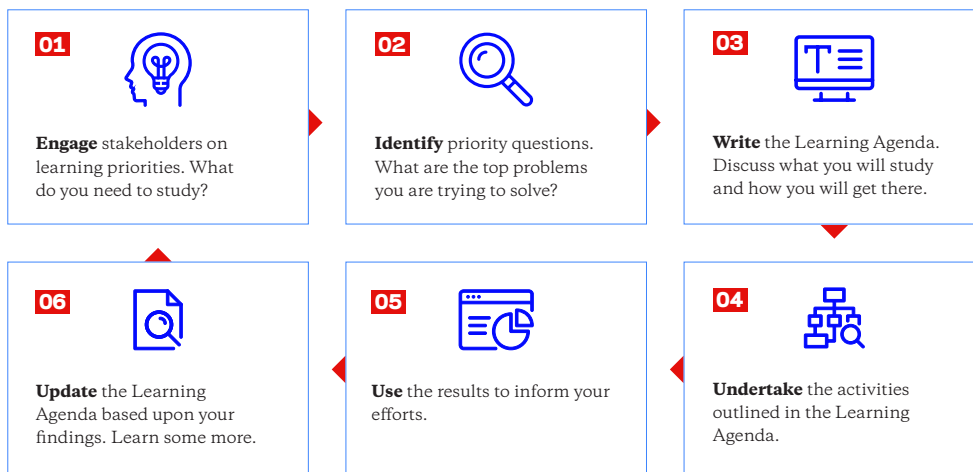 01
Engage stakeholders on
learning priorities. What
do you need to study?
02
Identify priority questions.
What are the top problems
you are trying to solve?
03
T
Write the Learning Agenda.
Discuss what you will study
and how you will get there.
04
Undertake the activities
outlined in the Learning
Agenda.
05
Use the results to inform your
efforts.
06
Update the Learning
Agenda based upon your
findings. Learn some more.